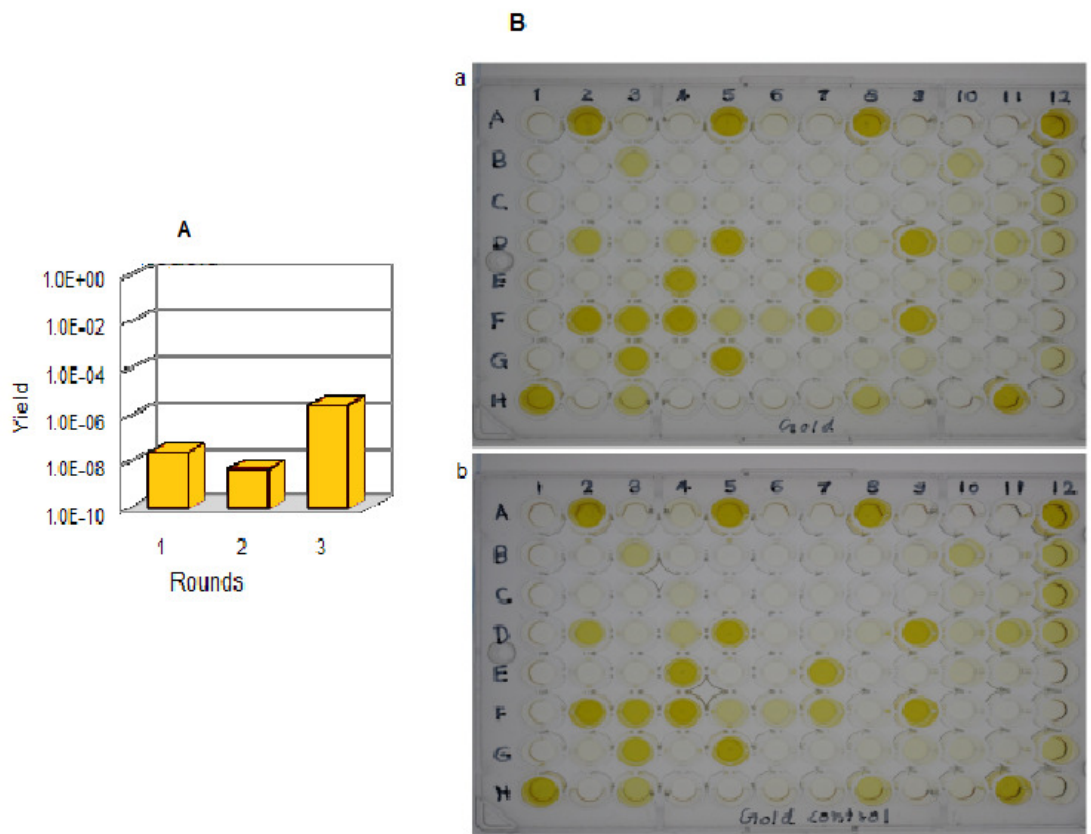 B
a
1 2 3 4 5 6 7 8 9 10 11 12
A
B
C
D
E
F
G
H
Gold
A
1.0E+00
1.0E-02
1.0E-04
1.0E-06
1.0E-08
1.0E-10
Yield
1 2 3
Rounds
b
1 2 3 4 5 6 7 8 9 10 11 12
A
B
C
D
E
F
G
H
Gold control